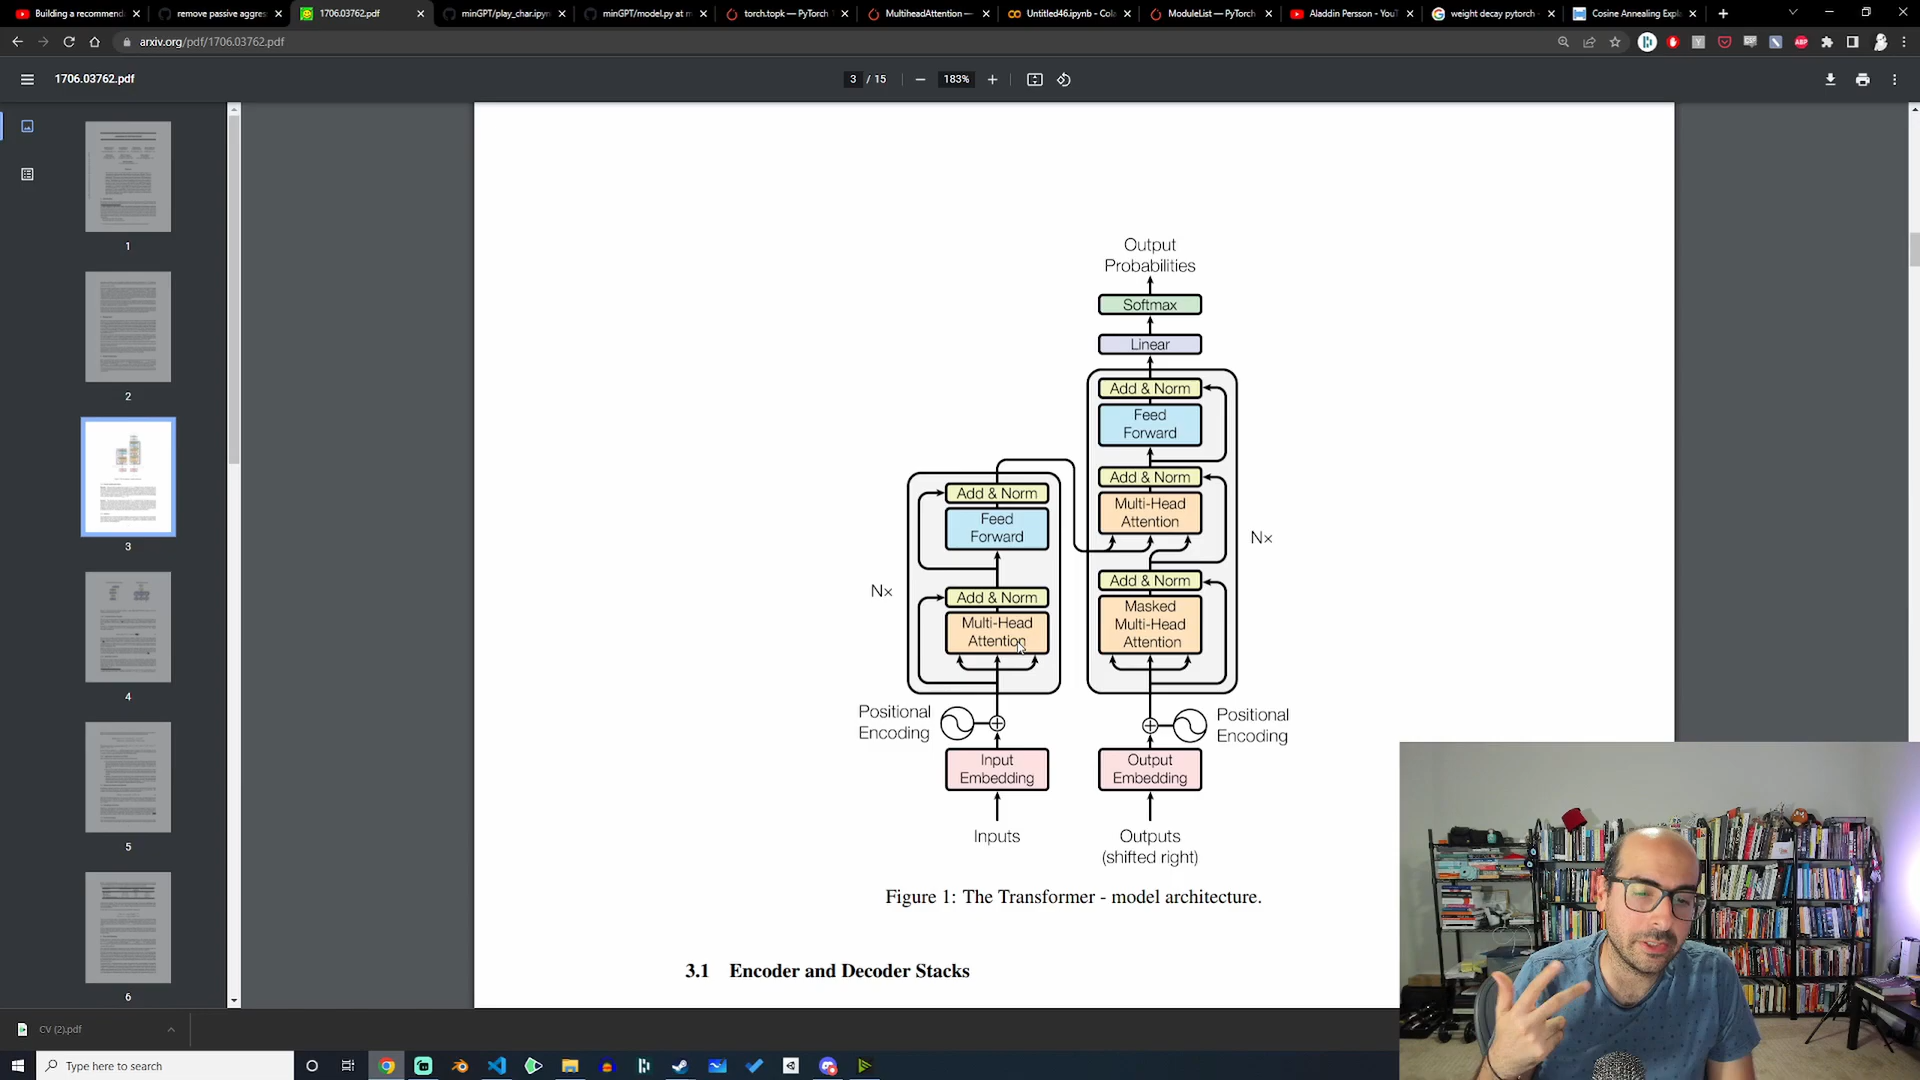 Building a recommend
remove passive aggres
1706.03762.pdf
minGPT/play_char.ipyn
minGPT/model.py at m
torch.topk — PyTorch
MultiheadAttention —
Untitled46.ipynb - Cola
ModuleList — PyTorch
Aladdin Persson - YouT
weight decay pytorch -
Cosine Annealing Expl
arxiv.org/pdf/1706.03762.pdf
1706.03762.pdf
3 / 15
183%
1
2
3
4
5
6
Output
Probabilities
Softmax
Linear
Add & Norm
Feed
Forward
Add & Norm
Multi-Head
Attention
Add & Norm
Masked
Multi-Head
Attention
N×
Add & Norm
Feed
Forward
Add & Norm
Multi-Head
Attention
N×
Positional
Encoding
Positional
Encoding
Input
Embedding
Output
Embedding
Inputs
Outputs
(shifted right)
Figure 1: The Transformer - model architecture.
3.1 Encoder and Decoder Stacks
CV (2).pdf
Type here to search